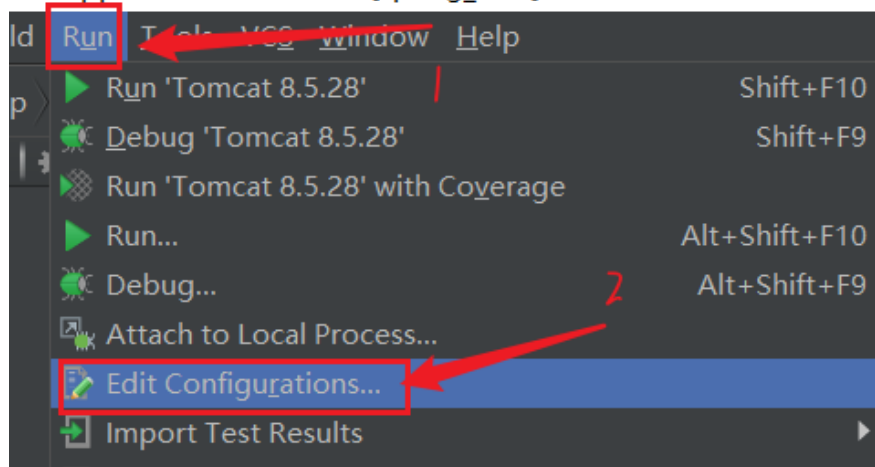 ld Run Tools VCS Window Help
Run 'Tomcat 8.5.28' Shift+F10
p
1
Debug 'Tomcat 8.5.28' Shift+F9
Run 'Tomcat 8.5.28' with Coverage
Run... Alt+Shift+F10
Debug... Alt+Shift+F9
2
Attach to Local Process...
Edit Configurations...
Import Test Results